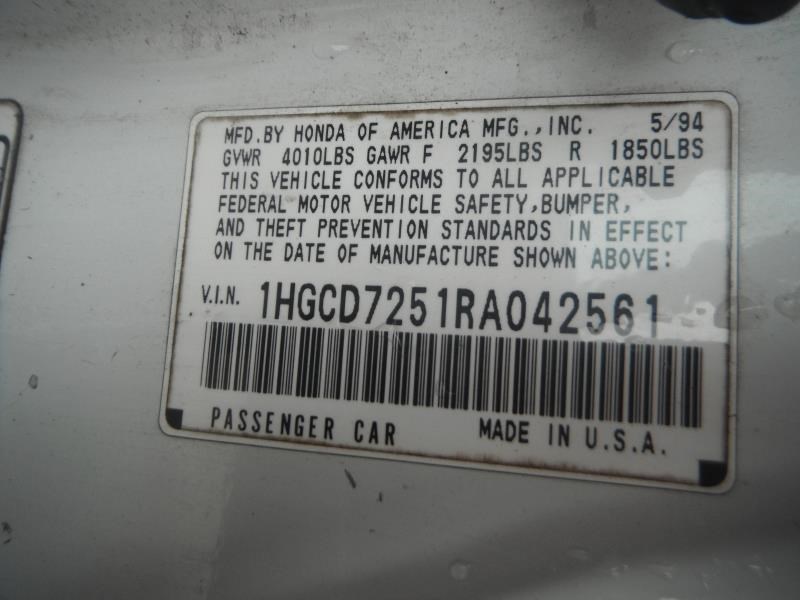 MFD.BY HONDA OF AMERICA MFG.,INC. 5/94
GVWR 4010LBS GAWR F 2195LBS R 1850LBS
THIS VEHICLE CONFORMS TO ALL APPLICABLE
FEDERAL MOTOR VEHICLE SAFETY,BUMPER,
AND THEFT PREVENTION STANDARDS IN EFFECT
ON THE DATE OF MANUFACTURE SHOWN ABOVE:
V.I.N. 1HGCD7251RA042561
PASSENGER CAR MADE IN U.S.A.